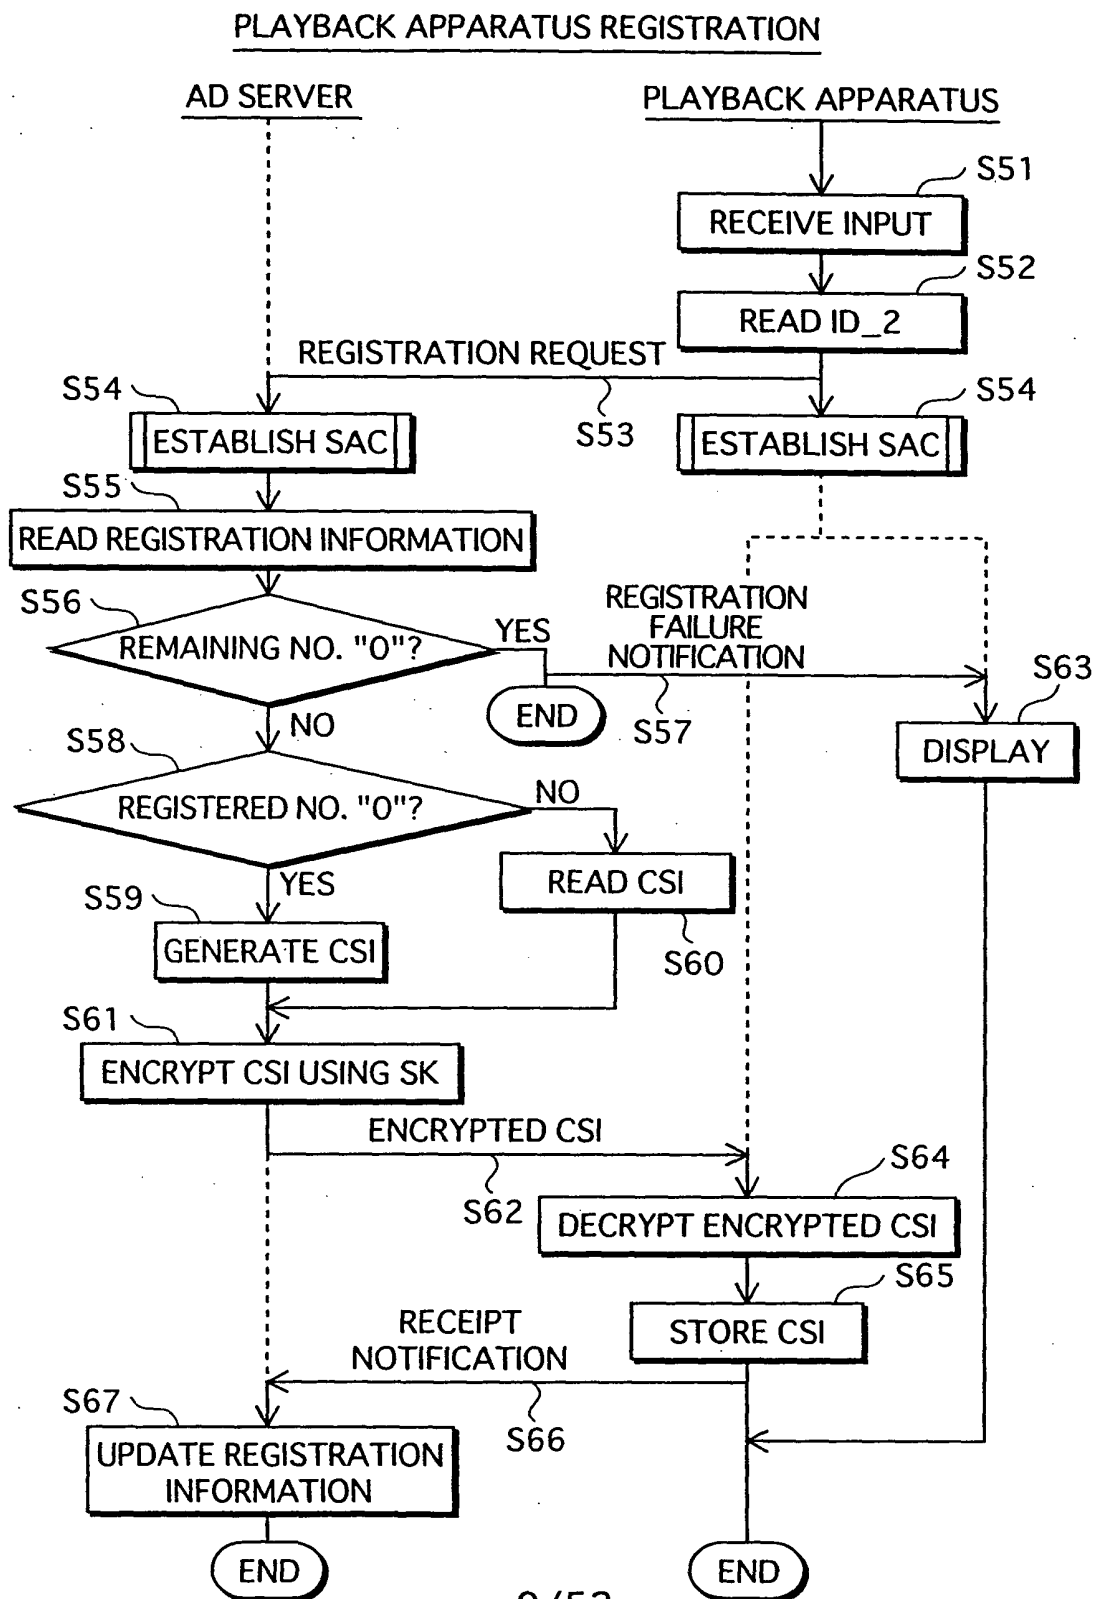 PLAYBACK APPARATUS REGISTRATION
AD SERVER
PLAYBACK APPARATUS
S51
RECEIVE INPUT
S52
READ ID_2
REGISTRATION REQUEST
S53
S54
ESTABLISH SAC
S54
ESTABLISH SAC
S55
READ REGISTRATION INFORMATION
S56
REMAINING NO. "0"?
YES
END
REGISTRATION
FAILURE
NOTIFICATION
S57
S63
DISPLAY
NO
S58
REGISTERED NO. "0"?
NO
READ CSI
S60
YES
S59
GENERATE CSI
S61
ENCRYPT CSI USING SK
ENCRYPTED CSI
S62
S64
DECRYPT ENCRYPTED CSI
S65
STORE CSI
RECEIPT
NOTIFICATION
S66
S67
UPDATE REGISTRATION
INFORMATION
END
END